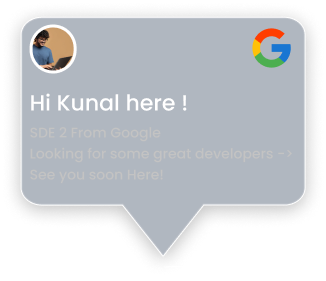 Hi Kunal here !
SDE 2 From Google
Looking for some great developers ->
See you soon Here!